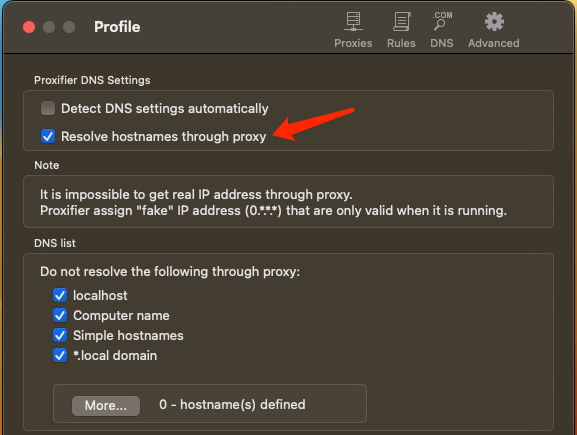 Profile
Proxies
Rules
.COM
DNS
Advanced
Proxifier DNS Settings
Detect DNS settings automatically
Resolve hostnames through proxy
Note
It is impossible to get real IP address through proxy.
Proxifier assign "fake" IP address (0.*.*.*) that are only valid when it is running.
DNS list
Do not resolve the following through proxy:
localhost
Computer name
Simple hostnames
*.local domain
More... 0 - hostname(s) defined